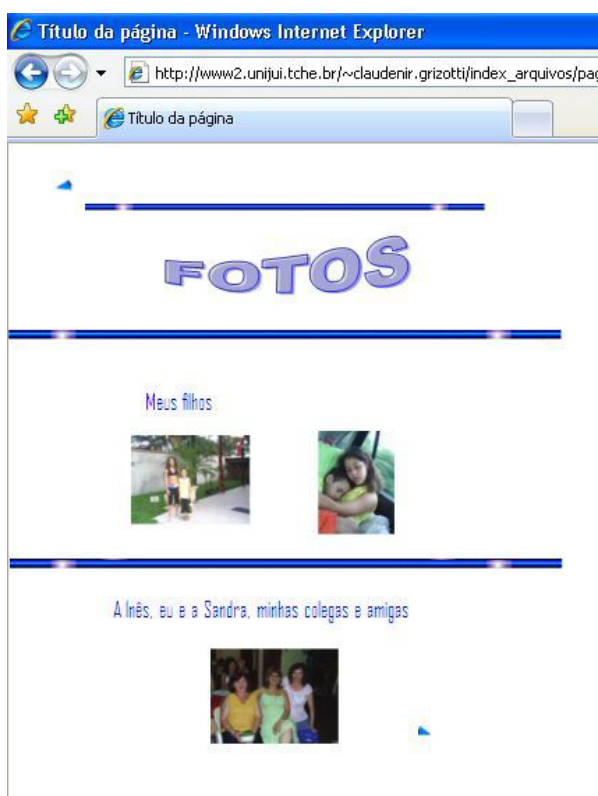 Título da página - Windows Internet Explorer
http://www2.unijui.tche.br/~claudenir.grizotti/index_arquivos/pag
Título da página
FOTOS
Meus filhos
A Inês, eu e a Sandra, minhas colegas e amigas